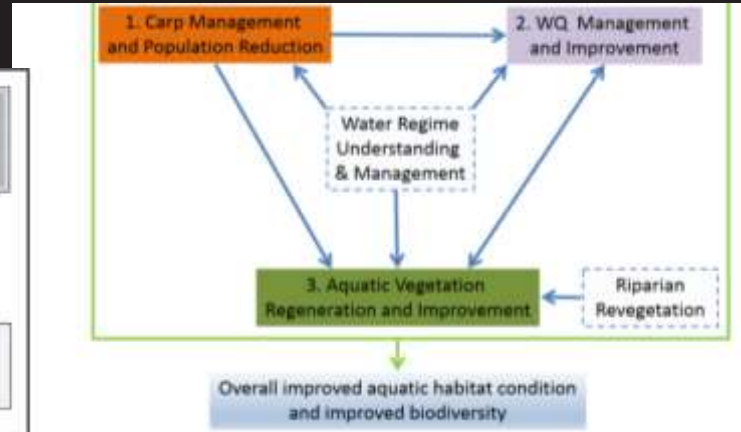 1. Carp Management
and Population Reduction
2. WQ Management
and Improvement
Water Regime
Understanding
& Management
3. Aquatic Vegetation
Regeneration and Improvement
Riparian
Revegetation
Overall improved aquatic habitat condition
and improved biodiversity